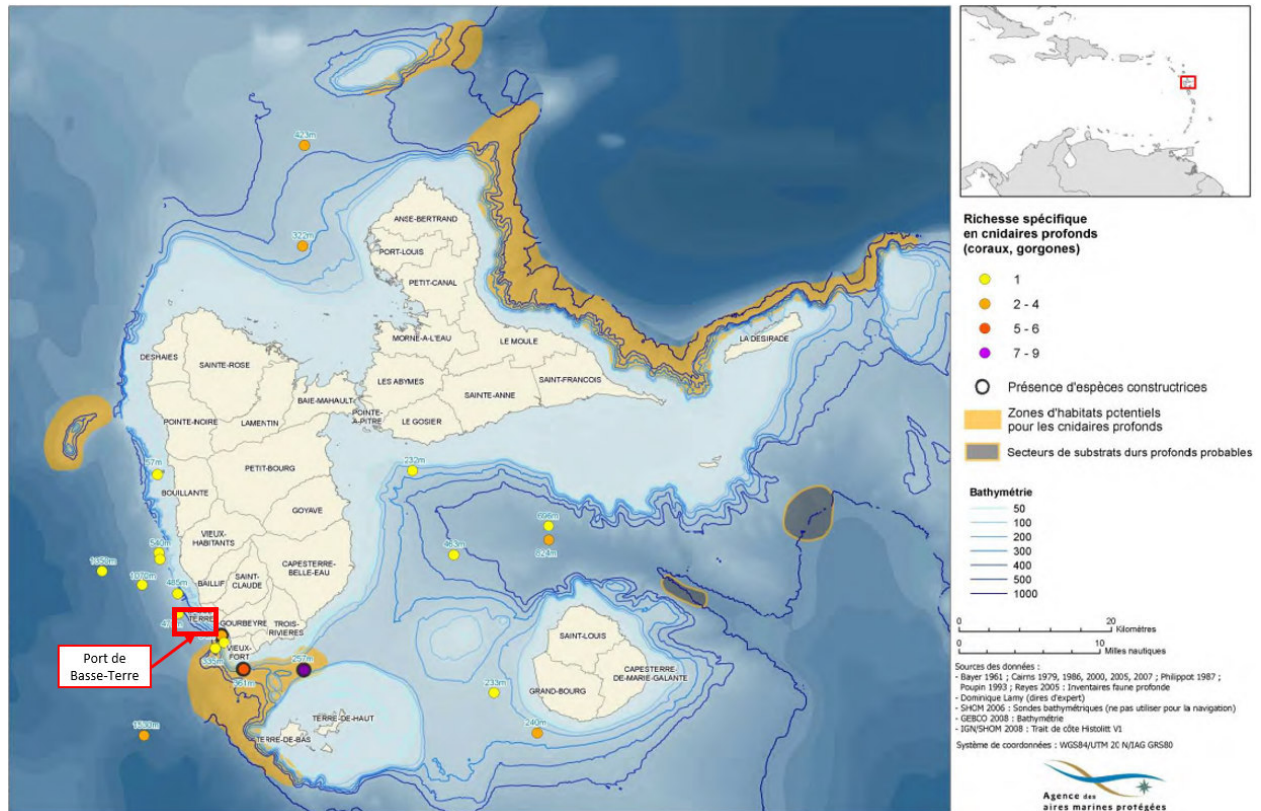 423m
322m
ANSE-BERTRAND
PORT-LOUIS
PETIT-CANAL
MORNE-A-L'EAU
LE MOULE
LA DESIRADE
DESHAIES
SAINTE-ROSE
LES ABYMES
SAINT-FRANCOIS
SAINTE-ANNE
BAIE-MAHAULT
POINTE-
A-PITRE
LE GOSIER
POINTE-NOIRE
LAMENTIN
PETIT-BOURG
232m
57m
BOUILLANTE
GOYAVE
VIEUX-
HABITANTS
540m
1070m
485m
463m
824m
CAPESTERRE-
BELLE-EAU
BAILLIF
SAINT-
CLAUDE
TERRE
GOURBEYRE
TROIS-
RIVIERES
VIEUX-
FORT
335m
257m
Port de
Basse-Terre
SAINT-LOUIS
CAPESTERRE-
DE-MARIE-GALANTE
GRAND-BOURG
233m
240m
TERRE-DE-HAUT
TERRE-DE-BAS
Richesse spécifique
en cnidaires profonds
(coraux, gorgones)
1
2 - 4
5 - 6
7 - 9
Présence d'espèces constructrices
Zones d'habitats potentiels
pour les cnidaires profonds
Secteurs de substrats durs profonds probables
Bathymétrie
50
100
200
300
400
500
1000
0 20
Kilomètres
0 10
Milles nautiques
Sources des données :
- Bayer 1961 ; Cairns 1979, 1986, 2000, 2005, 2007 ; Philippot 1987 ;
Poupin 1993 ; Reyes 2005 : Inventaires faune profonde
- Dominique Lamy (dires d'expert)
- SHOM 2006 : Sondes bathymétriques (ne pas utiliser pour la navigation)
- GEBCO 2008 : Bathymétrie
- IGN/SHOM 2008 : Trait de côte Histolitt V1
Système de coordonnées : WGS84/UTM 20 N/IAG GRS80
Agence des
aires marines protégées